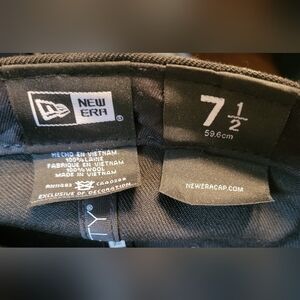 NEW
ERA
®
7 1/2
59.6cm
HECHO EN VIETNAM
100% LAINE
FABRIQUE EN VIETNAM
100% WOOL
MADE IN VIETNAM
EXCLUSIVE OF DECORATION
NEWERACAP.COM
TY